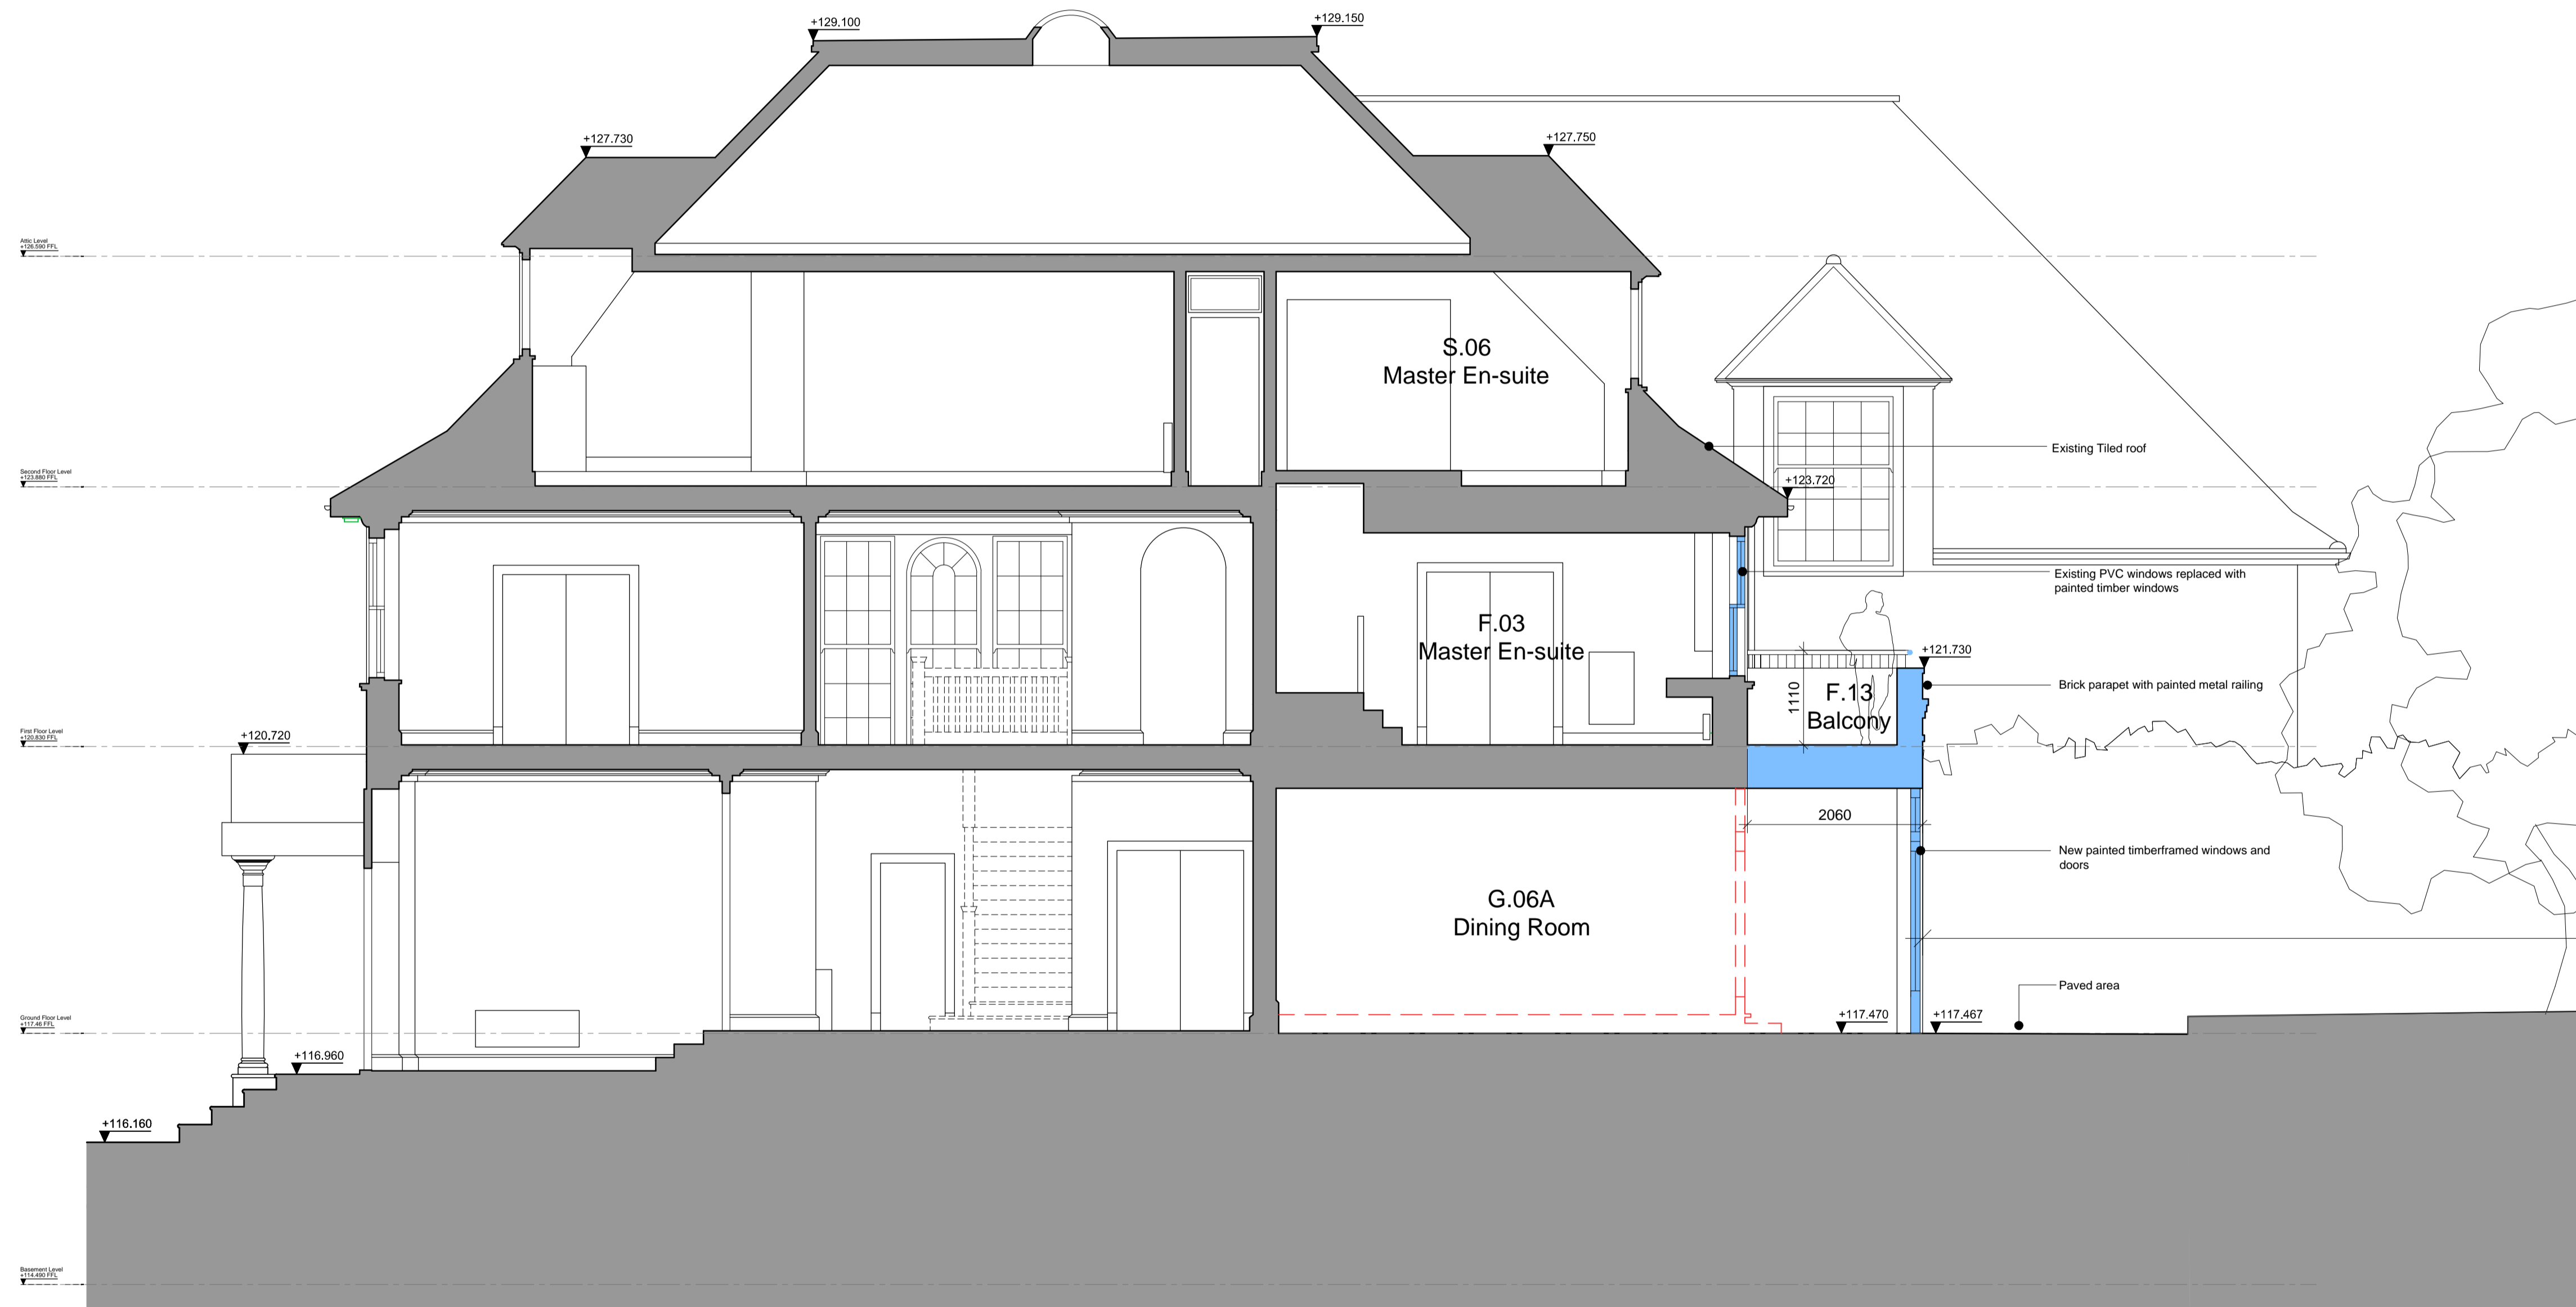 +129.100
+129.150
+127.730
+127.750
Attic Level
+126.590 FFL
S.06
Master En-suite
Existing Tiled roof
Second Floor Level
+123.880 FFL
+123.720
Existing PVC windows replaced with
painted timber windows
F.03
Master En-suite
+121.730
Brick parapet with painted metal railing
1110
F.13
Balcony
First Floor Level
+120.830 FFL
+120.720
2060
New painted timberframed windows and
doors
G.06A
Dining Room
Paved area
Ground Floor Level
+117.46 FFL
+117.470
+117.467
+116.960
+116.160
Basement Level
+114.490 FFL